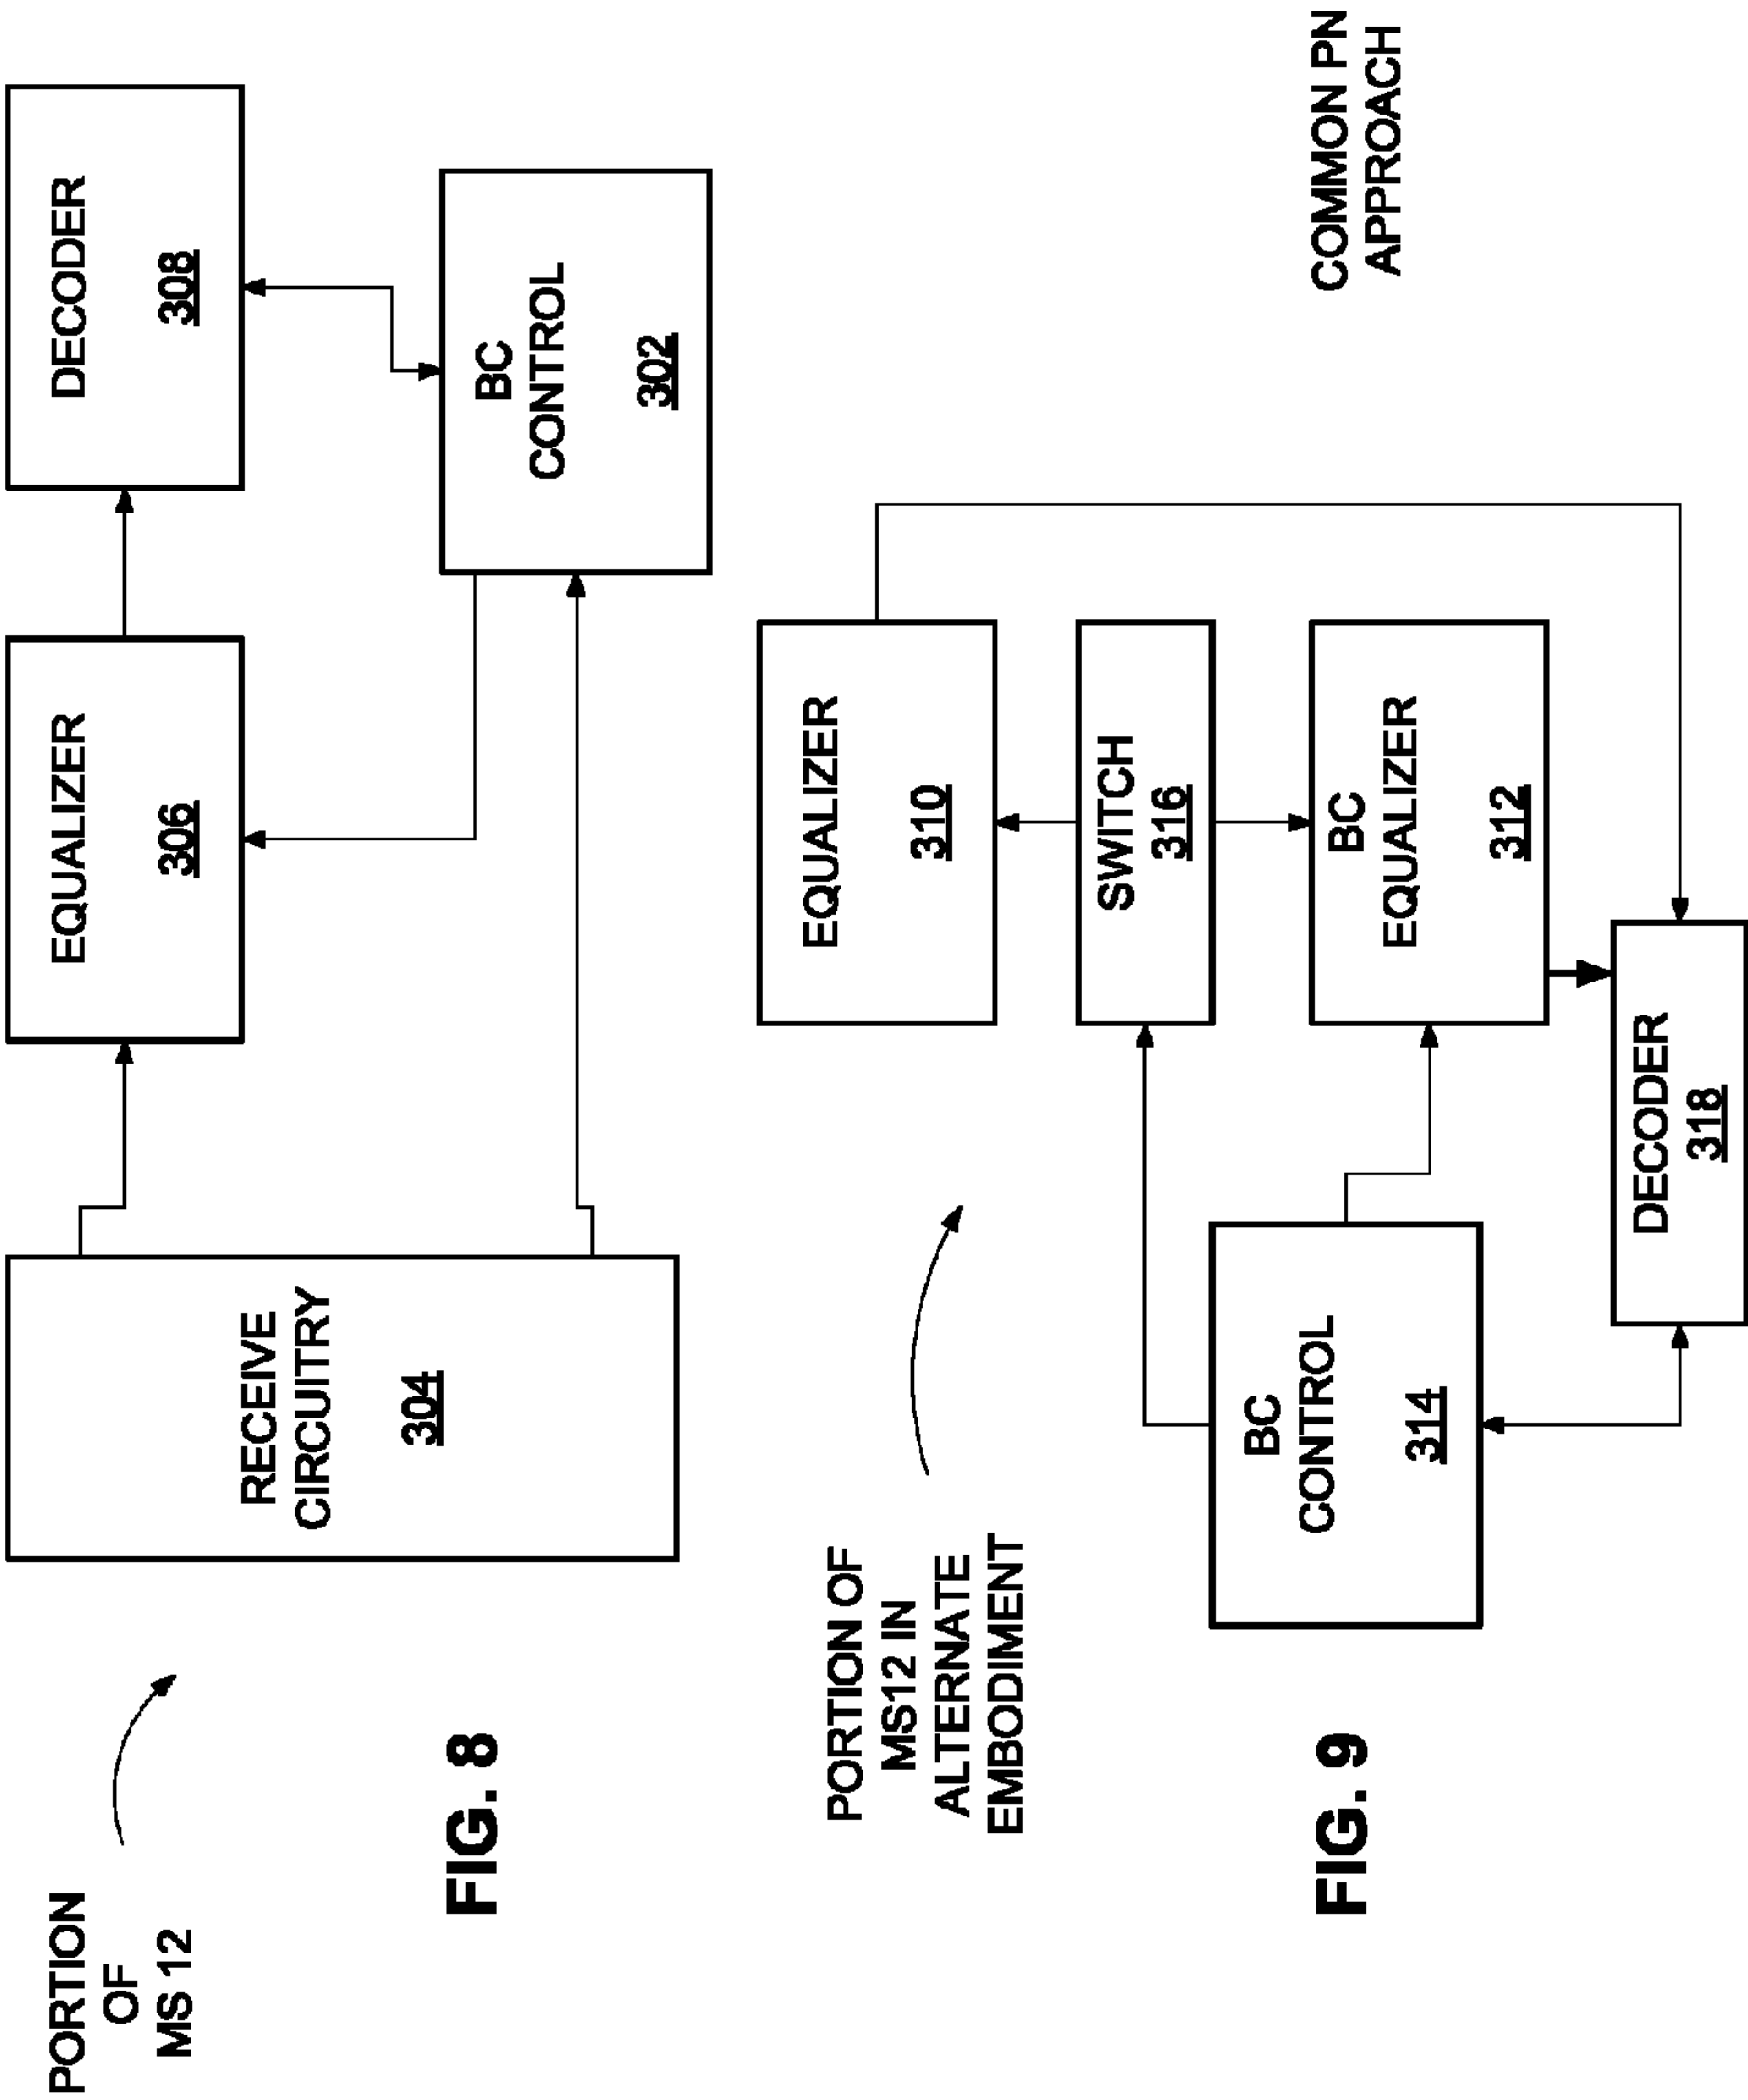 PORTION
OF
MS 12
RECEIVE
CIRCUITRY
304
EQUALIZER
306
DECODER
308
BC
CONTROL
302
FIG. 8
PORTION OF
MS12 IN
ALTERNATE
EMBODIMENT
EQUALIZER
310
SWITCH
316
BC
CONTROL
314
BC
EQUALIZER
312
DECODER
318
COMMON PN
APPROACH
FIG. 9